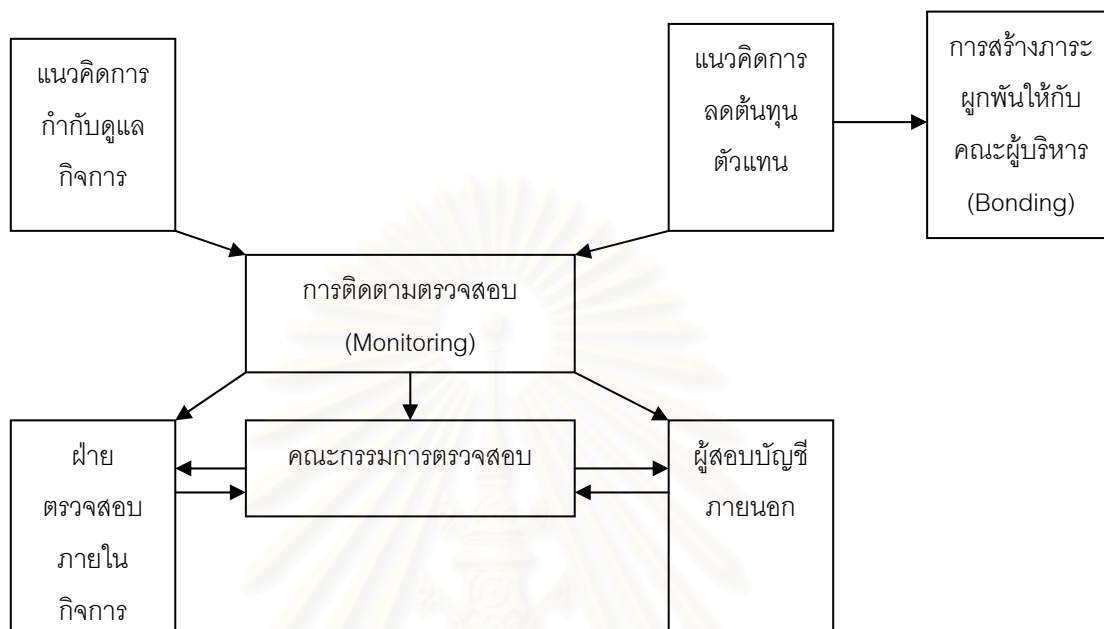 แนวคิดการ
กำกับดูแล
กิจการ
แนวคิดการ
ลดต้นทุน
ตัวแทน
การสร้างภาระ
ผูกพันให้กับ
คณะผู้บริหาร
(Bonding)
การติดตามตรวจสอบ
(Monitoring)
ฝ่าย
ตรวจสอบ
ภายใน
กิจการ
คณะกรรมการตรวจสอบ
ผู้สอบบัญชี
ภายนอก